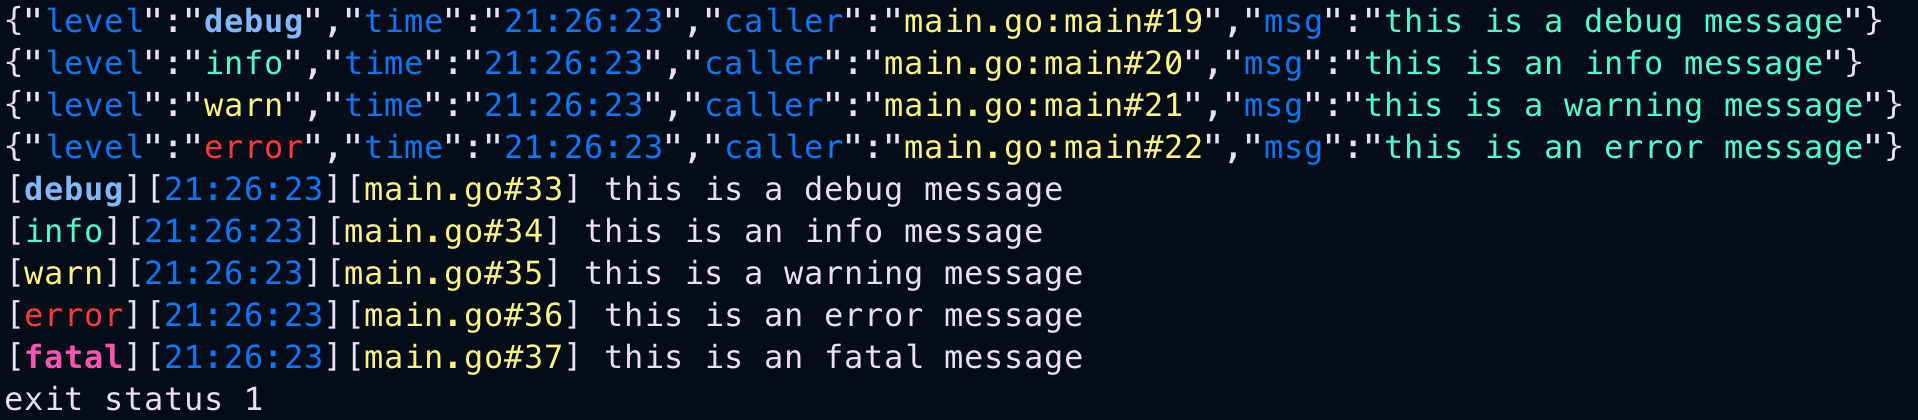 {"level":"debug","time":"21:26:23","caller":"main.go:main#19","msg":"this is a debug message"}
{"level":"info","time":"21:26:23","caller":"main.go:main#20","msg":"this is an info message"}
{"level":"warn","time":"21:26:23","caller":"main.go:main#21","msg":"this is a warning message"}
{"level":"error","time":"21:26:23","caller":"main.go:main#22","msg":"this is an error message"}
[debug][21:26:23][main.go#33] this is a debug message
[info][21:26:23][main.go#34] this is an info message
[warn][21:26:23][main.go#35] this is a warning message
[error][21:26:23][main.go#36] this is an error message
[fatal][21:26:23][main.go#37] this is an fatal message
exit status 1